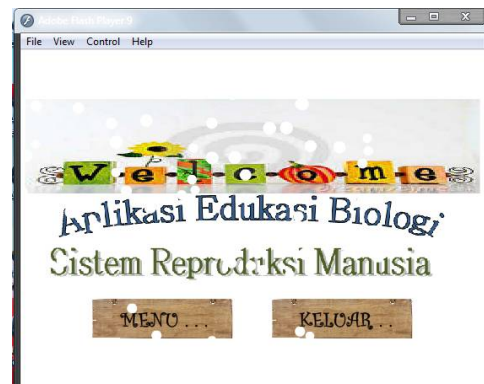 Adobe Flash Player 9
File View Control Help
Welcome
Aplikasi Edukasi Biologi
Sistem Reproduksi Manusia
MENU . . . KELUAR . .